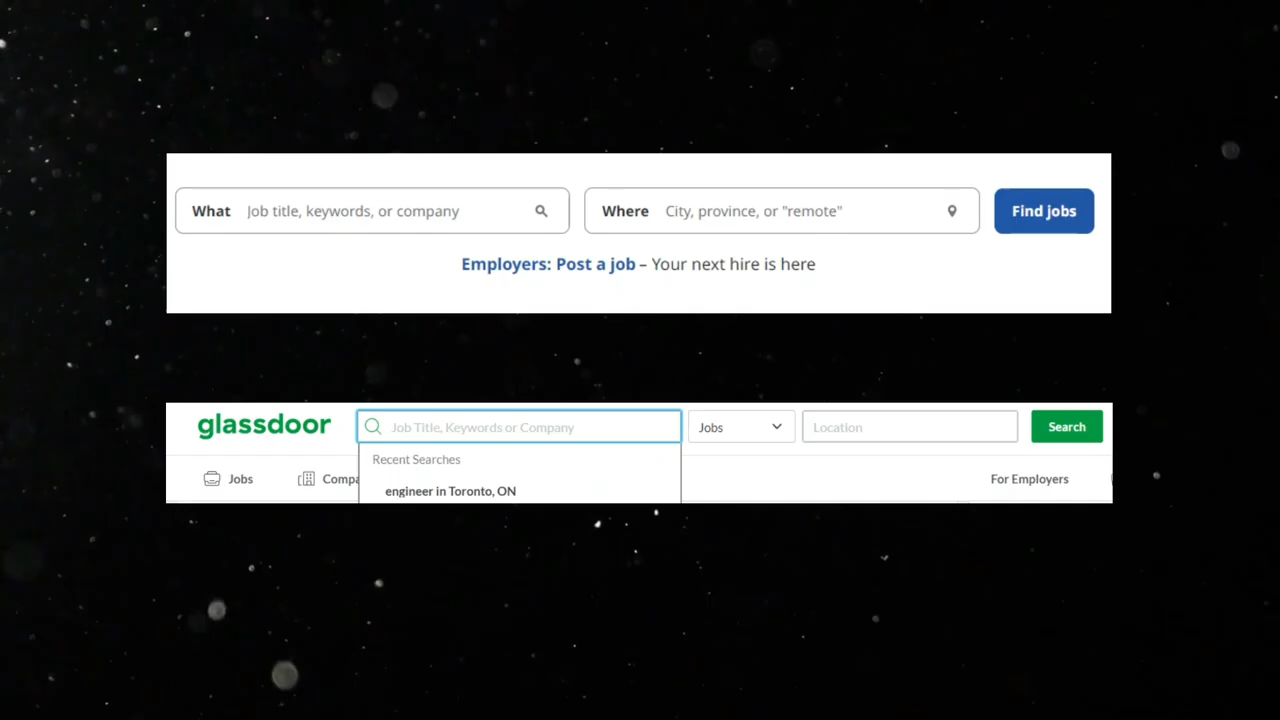 What Job title, keywords, or company Where City, province, or "remote" Find jobs
Employers: Post a job – Your next hire is here
glassdoor Job Title, Keywords or Company Jobs Location Search
Recent Searches
Jobs For Employers
engineer in Toronto, ON